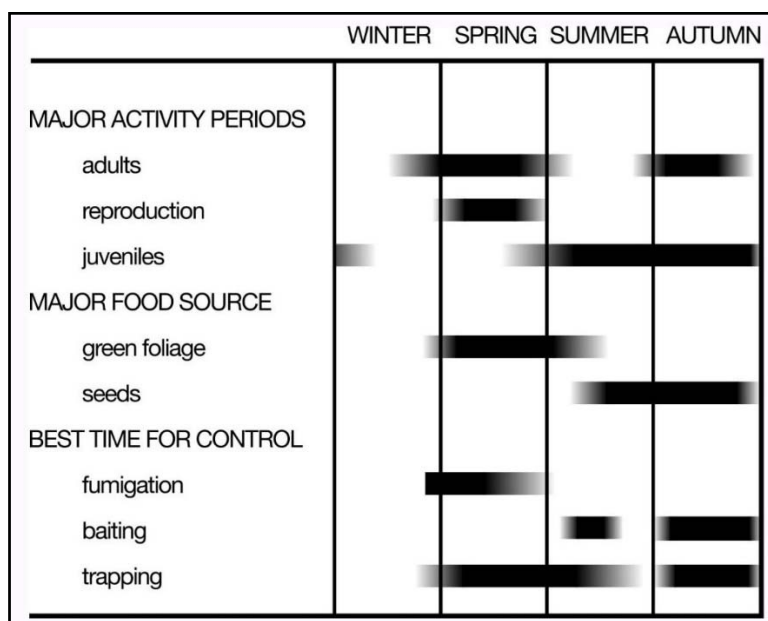 WINTER SPRING SUMMER AUTUMN
MAJOR ACTIVITY PERIODS
adults
reproduction
juveniles
MAJOR FOOD SOURCE
green foliage
seeds
BEST TIME FOR CONTROL
fumigation
baiting
trapping